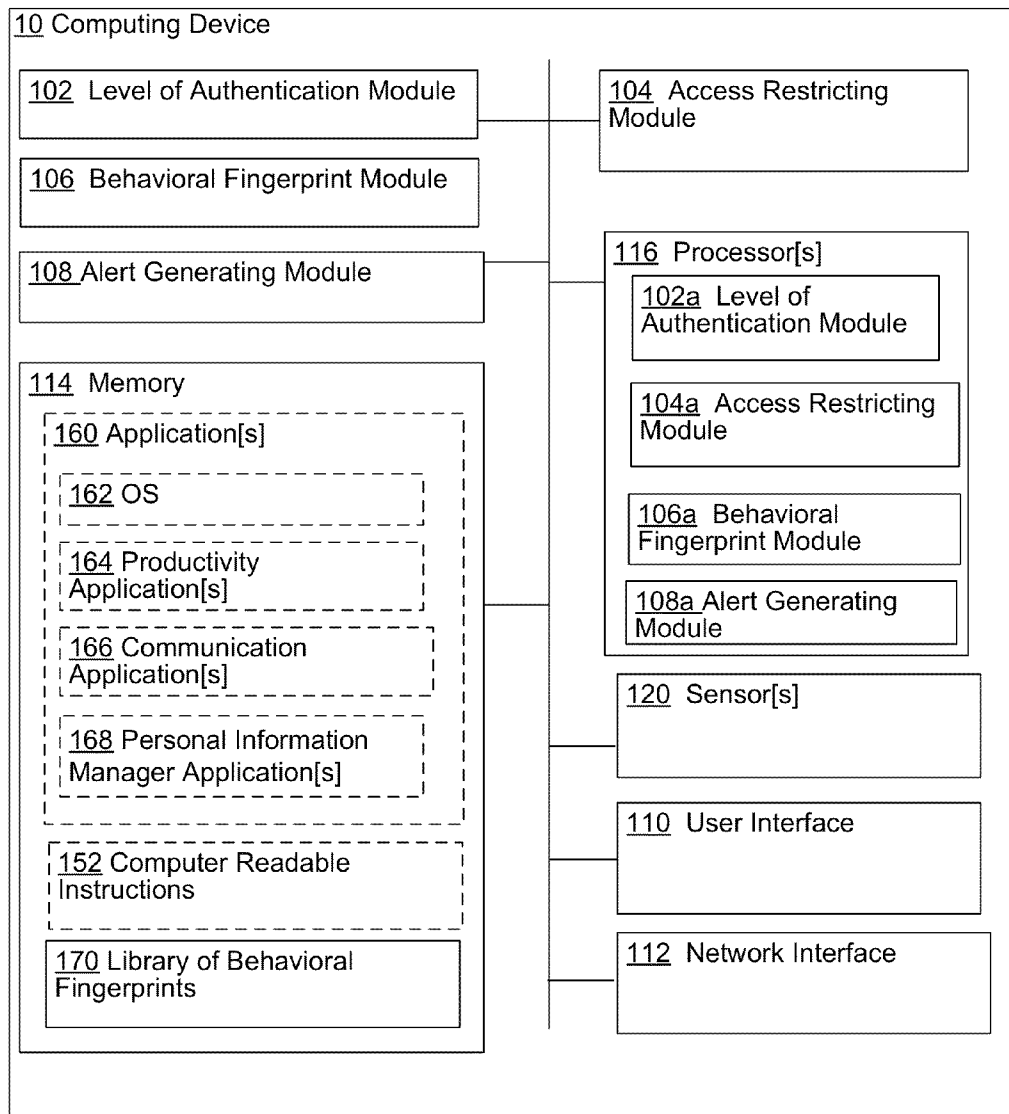 10 Computing Device
102 Level of Authentication Module
104 Access Restricting
Module
106 Behavioral Fingerprint Module
108 Alert Generating Module
116 Processor[s]
102a Level of
Authentication Module
104a Access Restricting
Module
106a Behavioral
Fingerprint Module
108a Alert Generating
Module
114 Memory
160 Application[s]
162 OS
164 Productivity
Application[s]
166 Communication
Application[s]
168 Personal Information
Manager Application[s]
152 Computer Readable
Instructions
170 Library of Behavioral
Fingerprints
120 Sensor[s]
110 User Interface
112 Network Interface